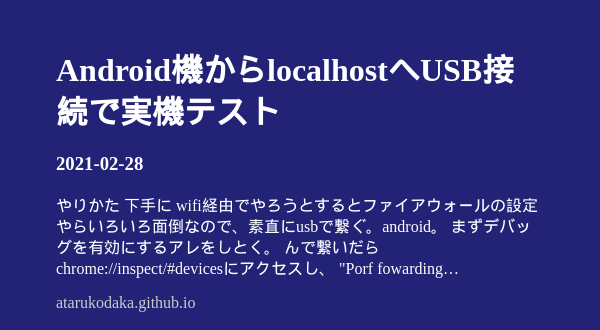 Android機からlocalhostへUSB接
続で実機テスト
2021-02-28
やりかた 下手に wifi経由でやろうとするとファイアウォールの設定
やらいろいろ面倒なので、素直にusbで繋ぐ。android。 まずデバッ
グを有効にするアレをしとく。 んで繋いだら
chrome://inspect/#devicesにアクセスし、 "Porf fowarding…
atarukodaka.github.io